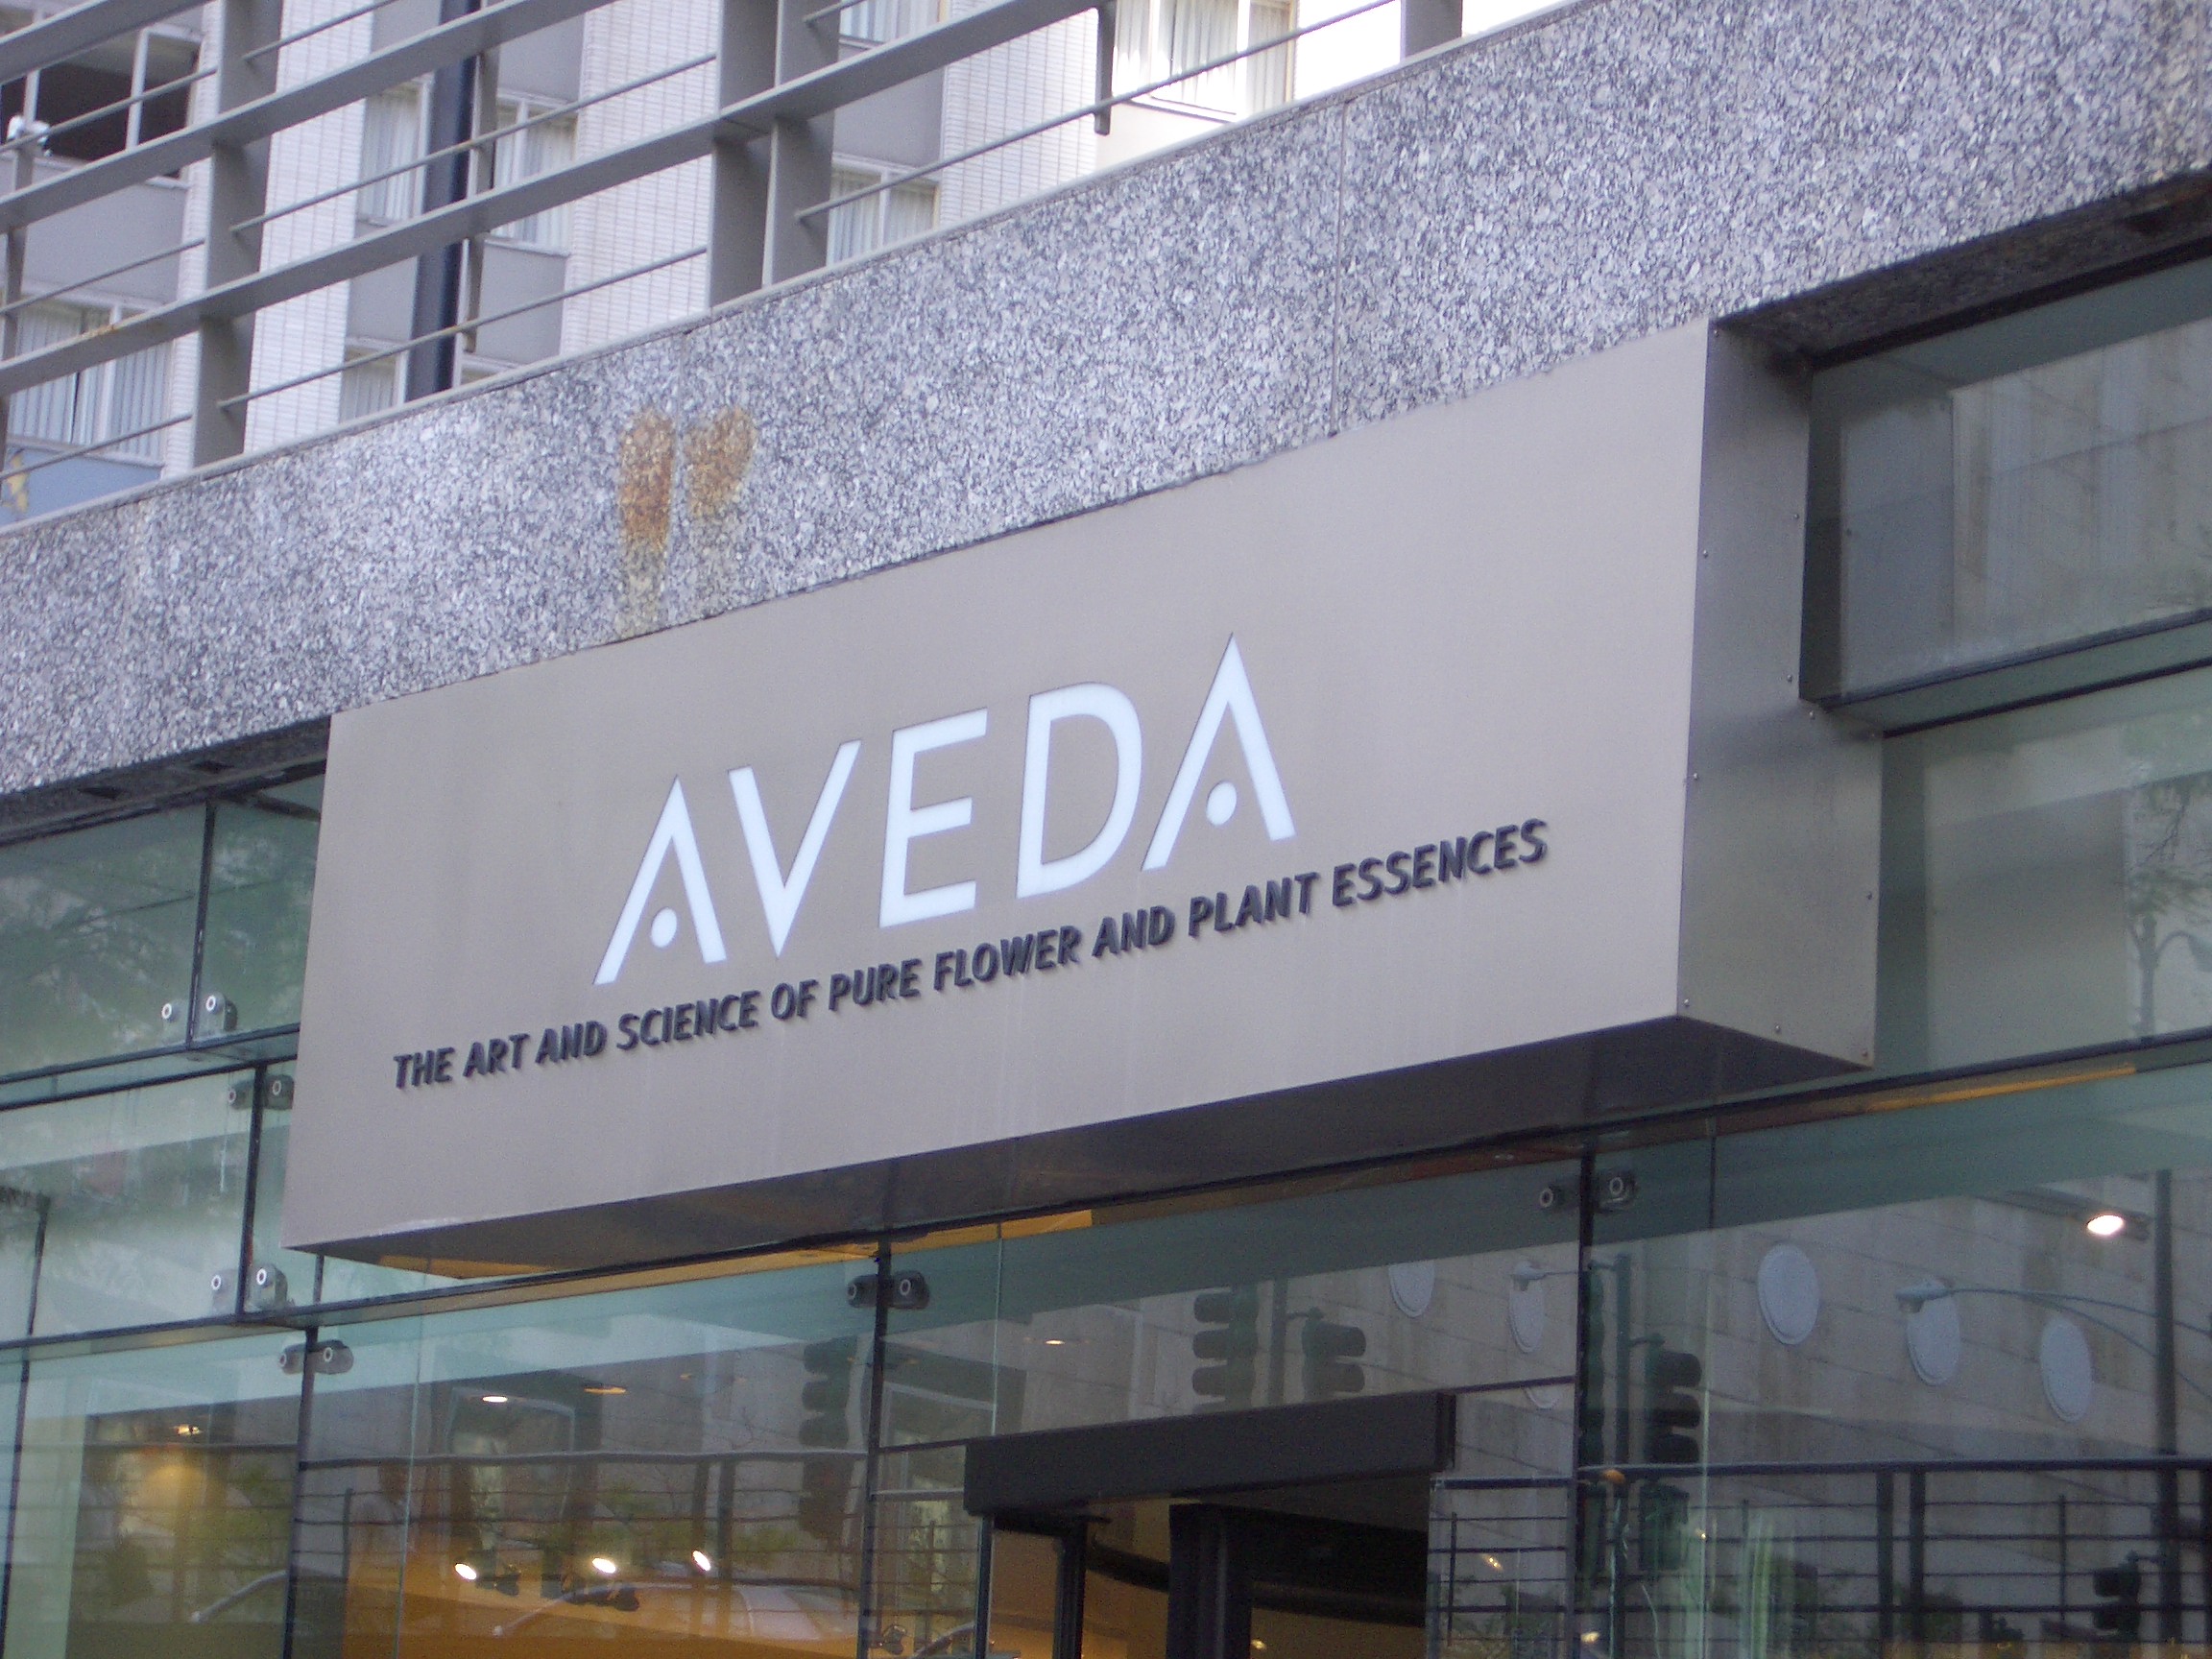 AVEDA
THE ART AND SCIENCE OF PURE FLOWER AND PLANT ESSENCES